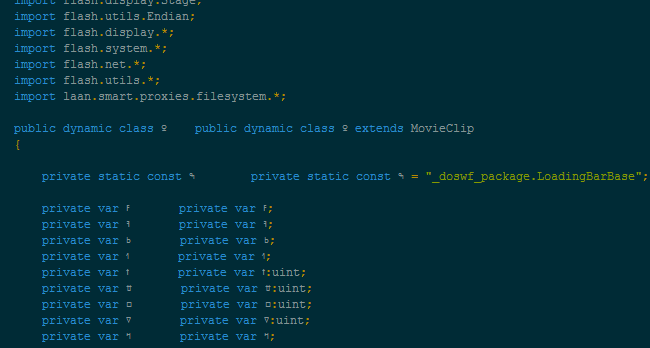 import flash.display.Stage;
import flash.utils.Endian;
import flash.display.*;
import flash.system.*;
import flash.net.*;
import flash.utils.*;
import laan.smart.proxies.filesystem.*;
public dynamic class public dynamic class extends MovieClip
{
private static const private static const = "_doswf_package.LoadingBarBase";
private var private var ;
private var private var ;
private var private var ;
private var private var ;
private var private var :uint;
private var private var :uint;
private var private var :uint;
private var private var :uint;
private var private var ;